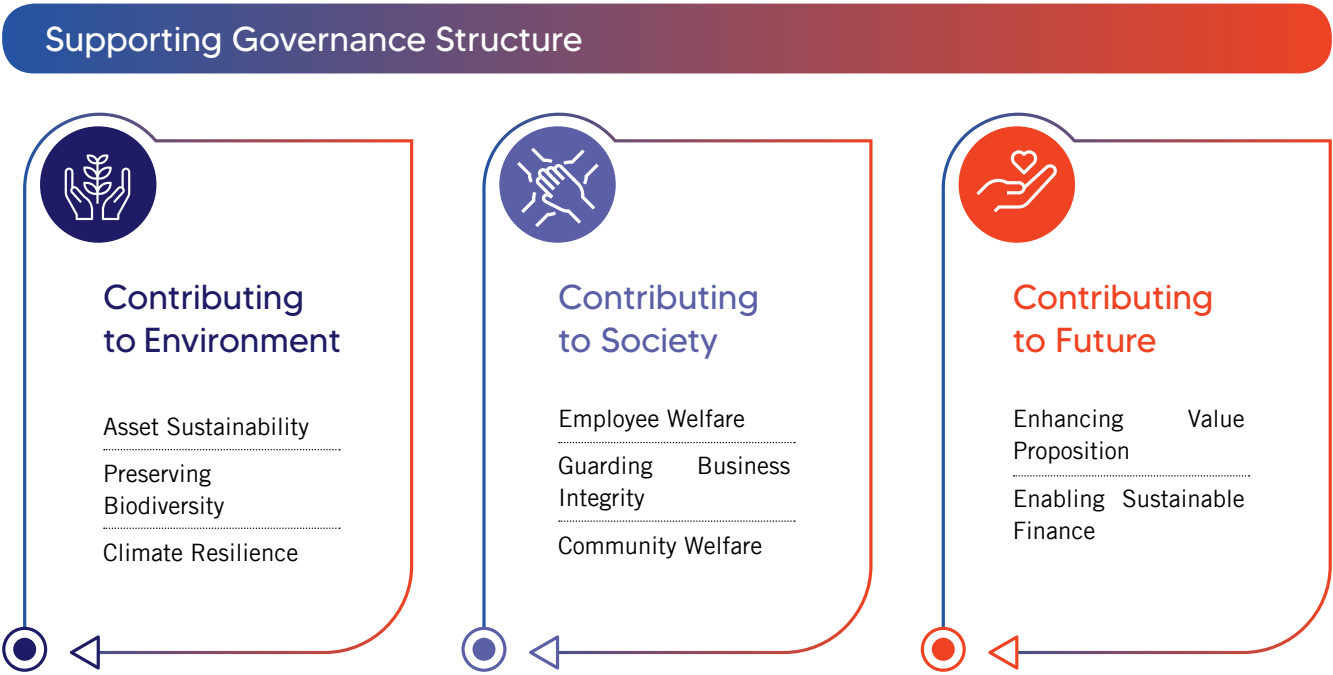 Supporting Governance Structure
Contributing
to Environment
Asset Sustainability
Preserving
Biodiversity
Climate Resilience
Contributing
to Society
Employee Welfare
Guarding Business
Integrity
Community Welfare
Contributing
to Future
Enhancing Value
Proposition
Enabling Sustainable
Finance